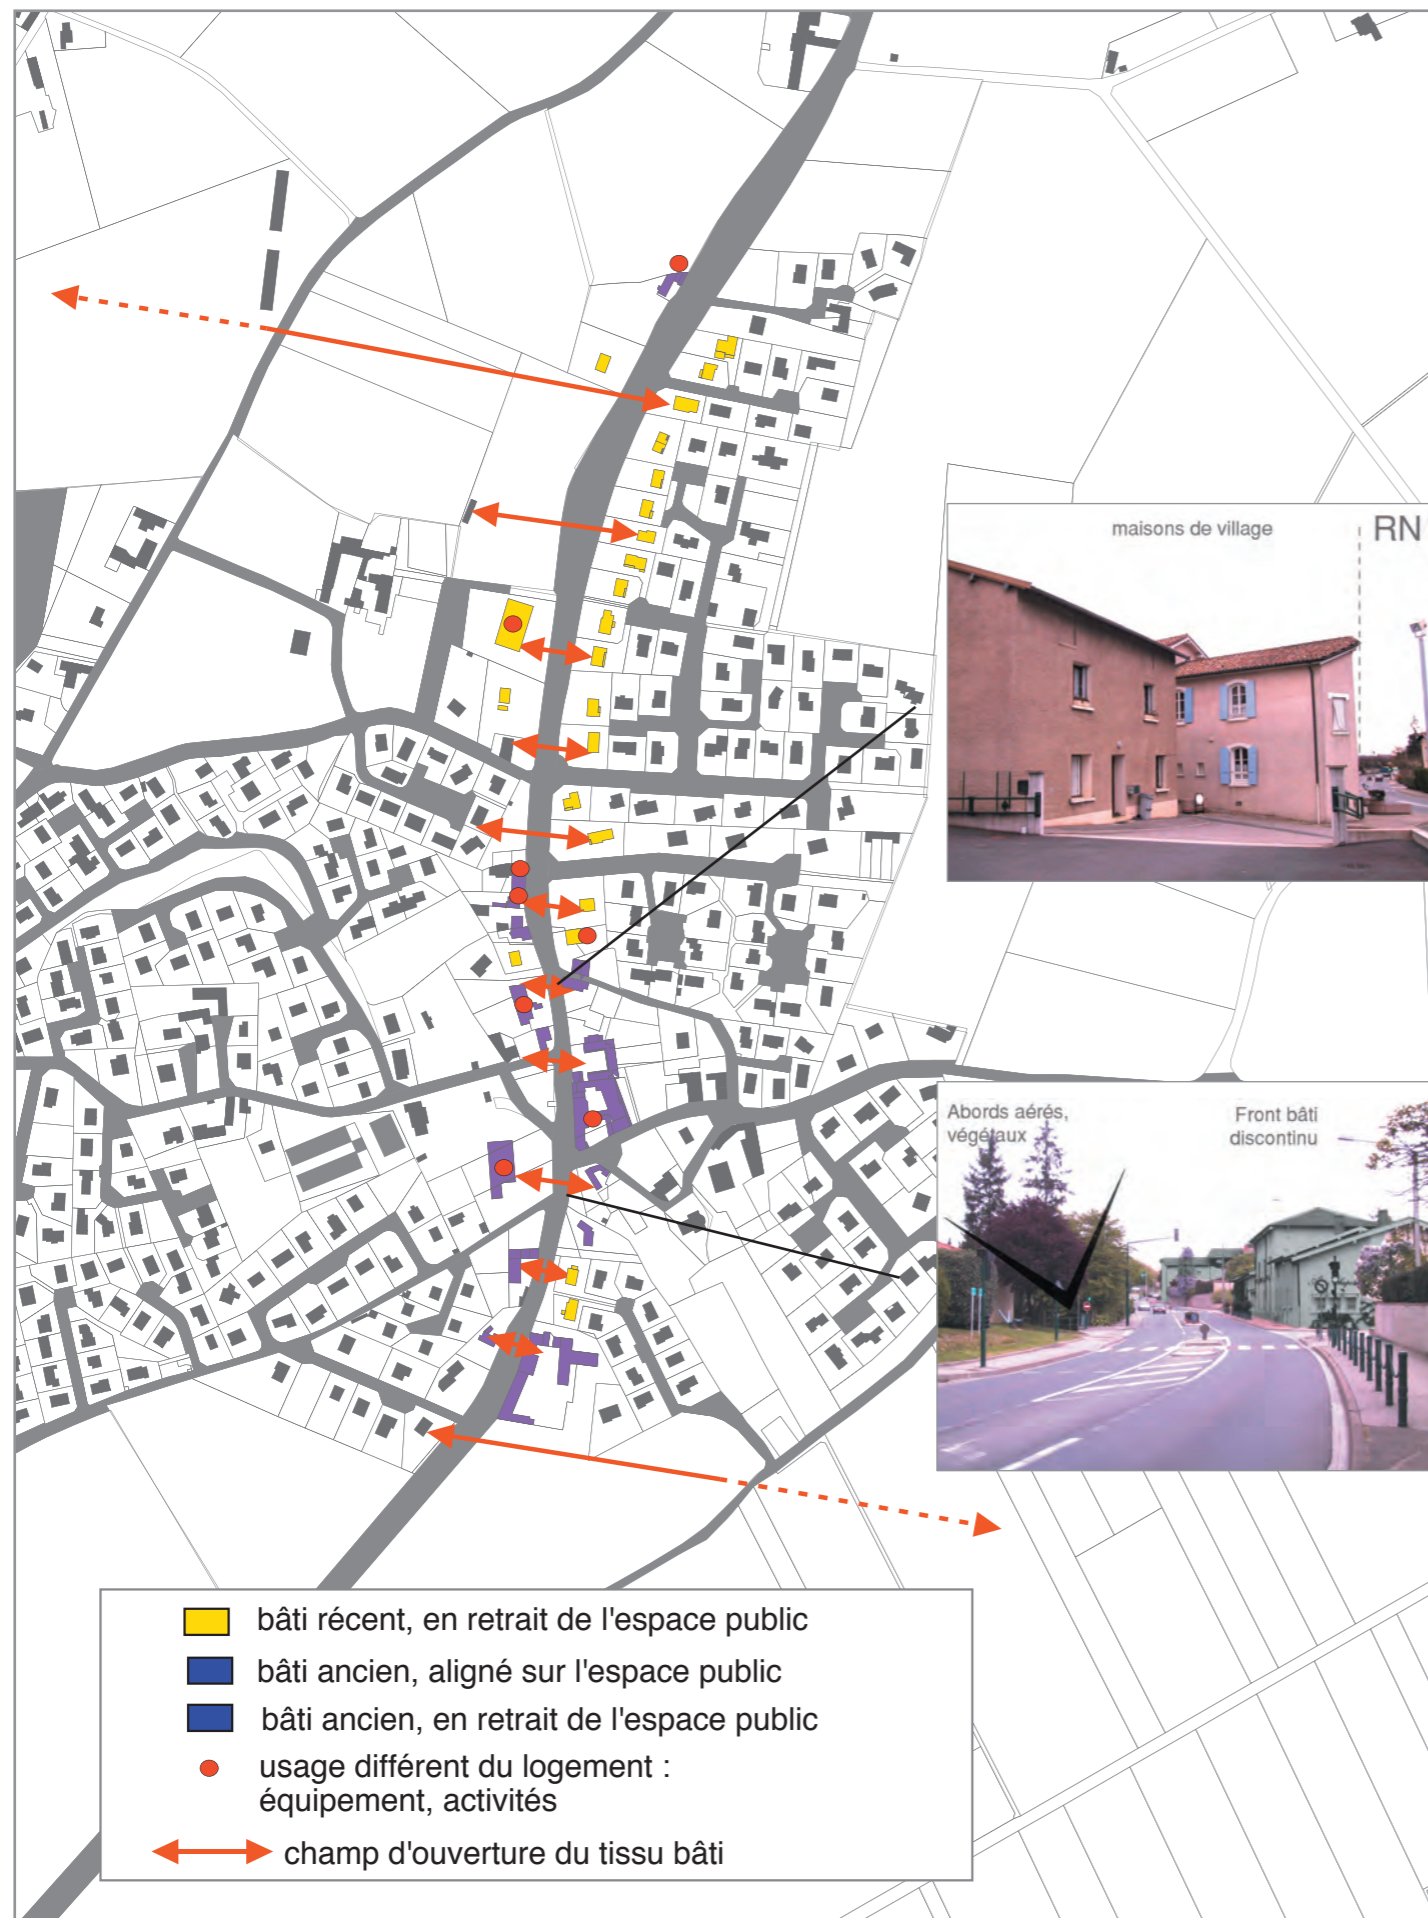 maisons de village
RN
Abords aérés,
végétaux
Front bâti
discontinu
bâti récent, en retrait de l'espace public
bâti ancien, aligné sur l'espace public
bâti ancien, en retrait de l'espace public
usage différent du logement :
équipement, activités
champ d'ouverture du tissu bâti